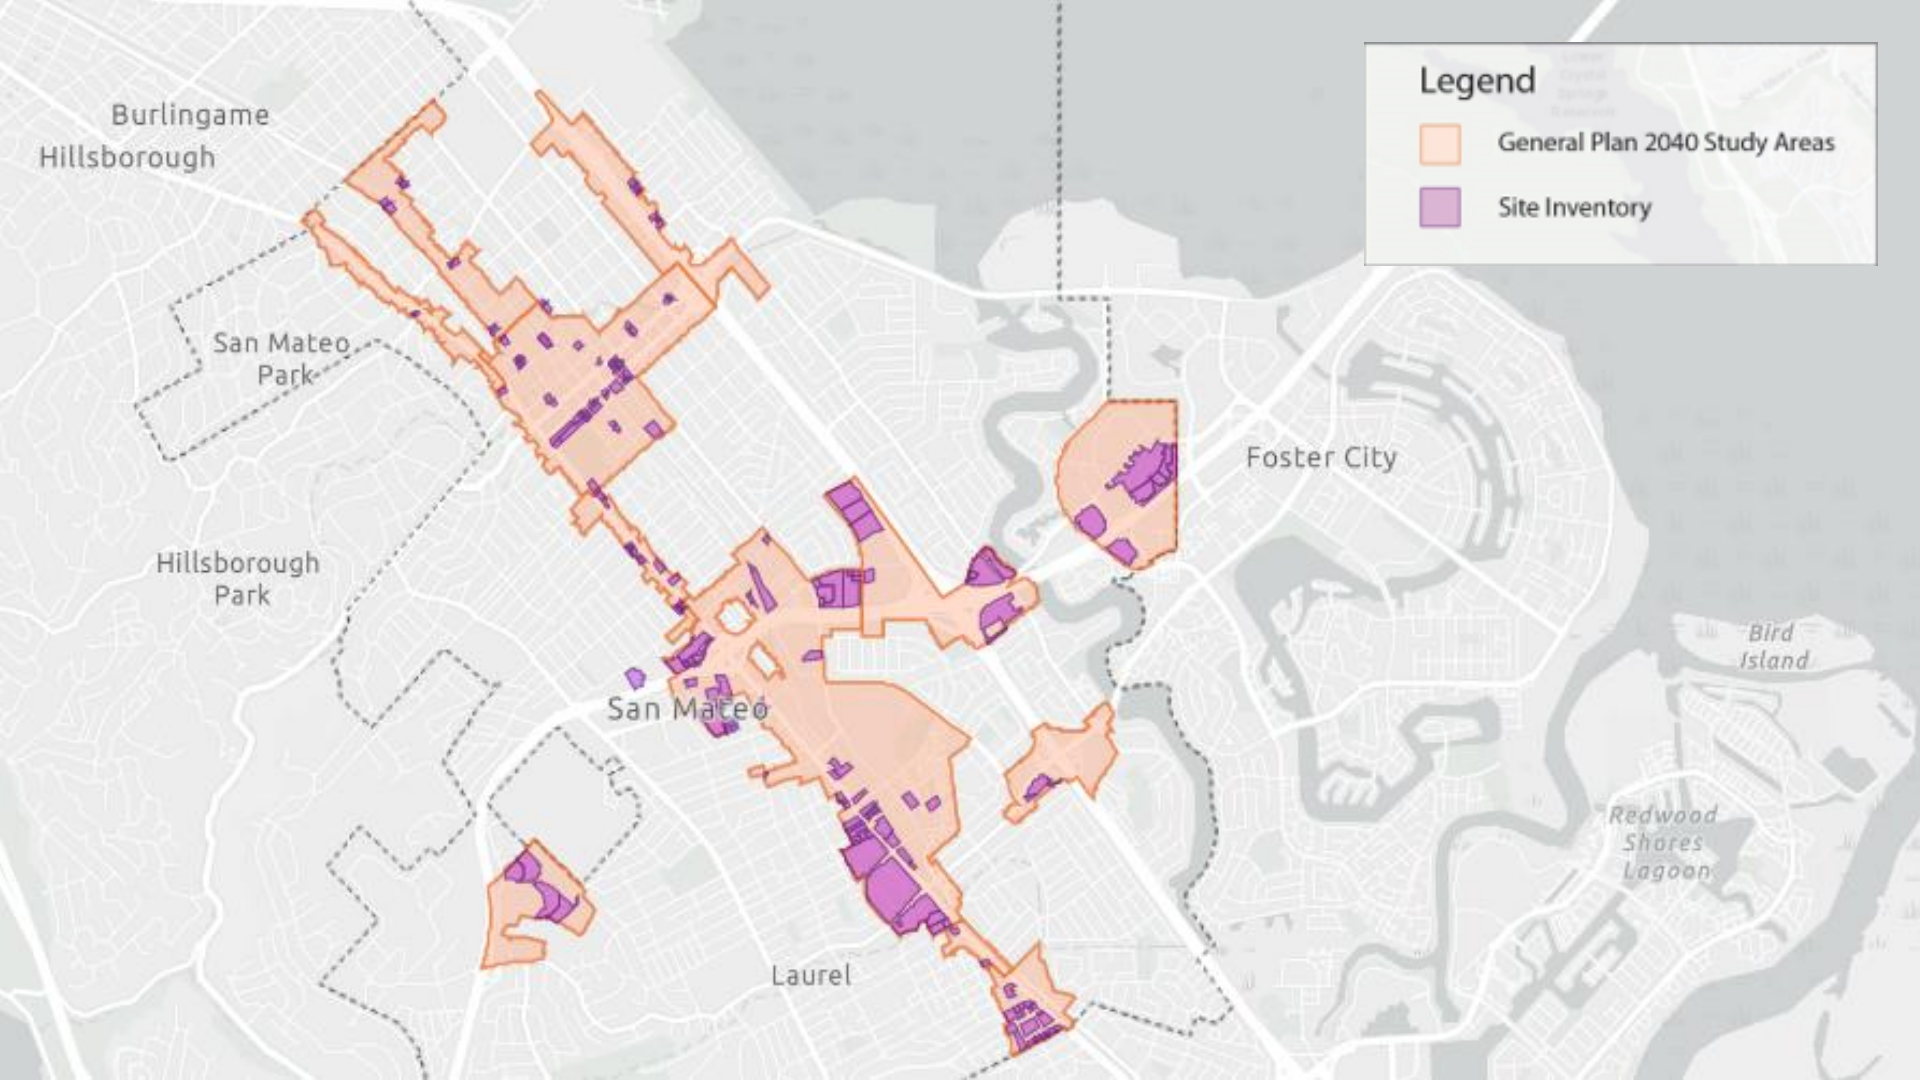 Legend
General Plan 2040 Study Areas
Site Inventory
Burlingame
Hillsborough
San Mateo
Park
Foster City
Hillsborough
Park
Bird
Island
San Mateo
Redwood
Shores
Lagoon
Laurel